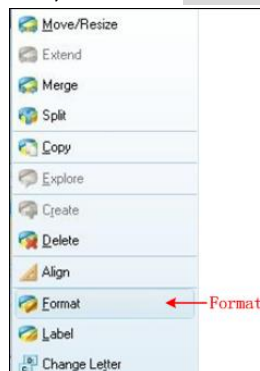 Move/Resize
Extend
Merge
Split
Copy
Explore
Create
Delete
Align
Format
Format
Label
Change Letter